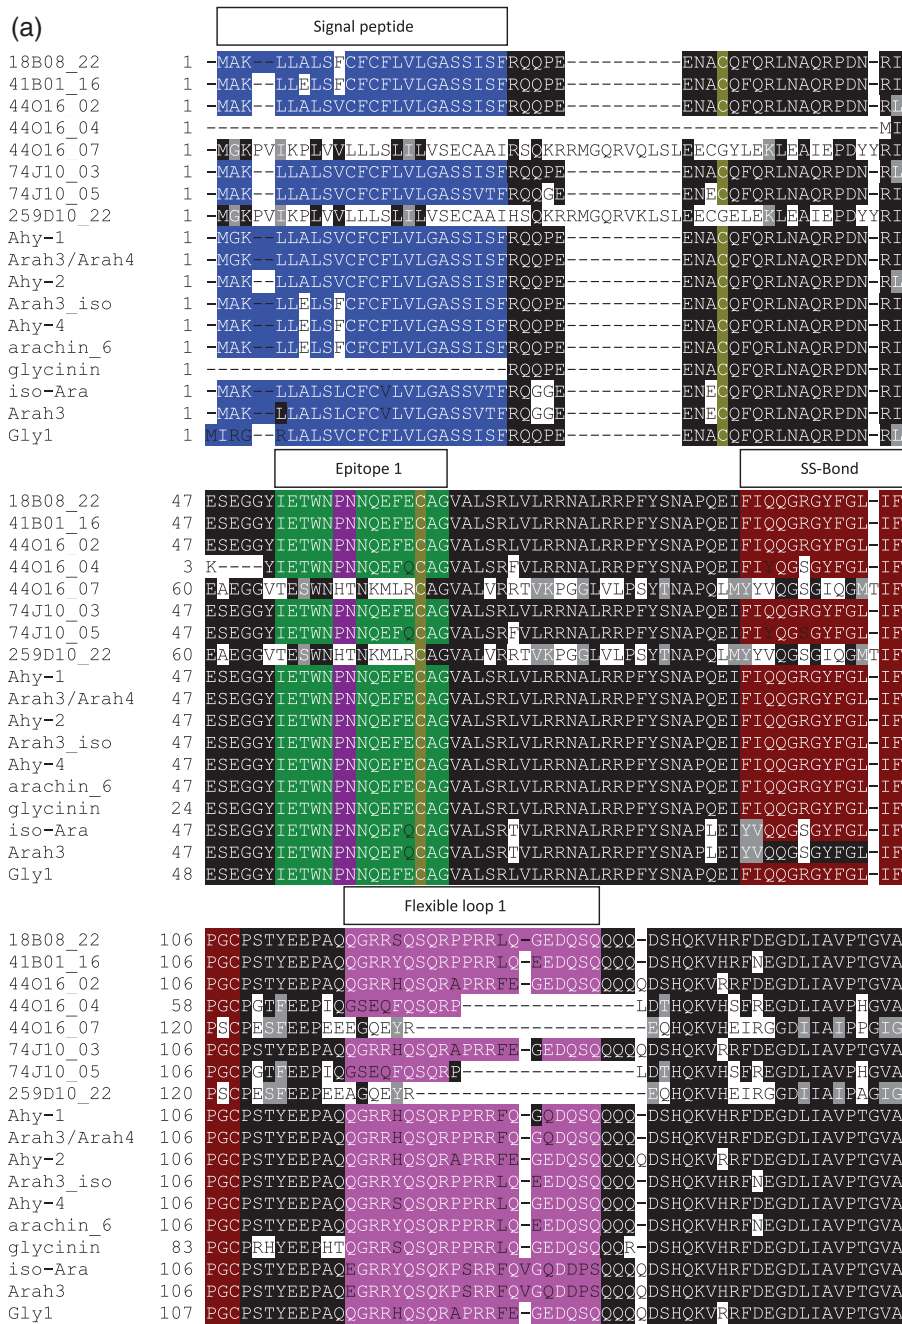 (a)
Signal peptide
18B08_22 1 -MAK--LLALSFCFCFLVLGASSISFRQQPE----------ENACQFQRLNAQRPDN-RI
41B01_16 1 -MAK--LLELSFCFCFLVLGASSISFRQQPE----------ENACQFQRLNAQRPDN-RI
44O16_02 1 -MAK--LLALSVCFCFLVLGASSISFRQQPE----------ENACQFQRLNAQRPDN-RL
44O16_04 1 ----------------------------------------------------------MI
44O16_07 1 -MGKPVIKPLVVLLLSLILVSECAAIRSQKRRMGQRVQLSLEECGYLEKLEAIEPDYYRI
74J10_03 1 -MAK--LLALSVCFCFLVLGASSISFRQQPE----------ENACQFQRLNAQRPDN-RL
74J10_05 1 -MAK--LLALSVCFCFLVLGASSVTFRQQGE----------ENECQFQRLNAQRPDN-RI
259D10_22 1 -MGKPVIKPLVVLLLSLILVSECAAIHSQKRRMGQRVKLSLEECGELEKLEAIEPDYYRI
Ahy-1 1 -MGK--LLALSVCFCFLVLGASSISFRQQPE----------ENACQFQRLNAQRPDN-RI
Arah3/Arah4 1 -MGK--LLALSVCFCFLVLGASSISFRQQPE----------ENACQFQRLNAQRPDN-RI
Ahy-2 1 -MAK--LLALSVCFCFLVLGASSISFRQQPE----------ENACQFQRLNAQRPDN-RL
Arah3_iso 1 -MAK--LLELSFCFCFLVLGASSISFRQQPE----------ENACQFQRLNAQRPDN-RI
Ahy-4 1 -MAK--LLELSFCFCFLVLGASSISFRQQPE----------ENACQFQRLNAQRPDN-RI
arachin_6 1 -MAK--LLELSFCFCFLVLGASSISFRQQPE----------ENACQFQRLNAQRPDN-RI
glycinin 1 --------------------------RQQPE----------ENACQFQRLNAQRPDN-RI
iso-Ara 1 -MAK--LLALSLCFCVLVLGASSVTFRQGGE----------ENECQFQRLNAQRPDN-RI
Arah3 1 -MAK--LLALSLCFCVLVLGASSVTFRQGGE----------ENECQFQRLNAQRPDN-RI
Gly1 1 MIRG--RLALSVCFCFLVLGASSISFRQQPE----------ENACQFQRLNAQRPDN-RL
Epitope 1 SS-Bond
18B08_22 47 ESEGGYIETWNPNNQEFECAGVALSRLVLRRNALRRPFYSNAPQEIFIQQGRGYFGL-IF
41B01_16 47 ESEGGYIETWNPNNQEFECAGVALSRLVLRRNALRRPFYSNAPQEIFIQQGRGYFGL-IF
44O16_02 47 ESEGGYIETWNPNNQEFECAGVALSRLVLRRNALRRPFYSNAPQEIFIQQGRGYFGL-IF
44O16_04 3 K----YIETWNPNNQEFQCAGVALSRFVLRRNALRRPFYSNAPQEIFIYQGSGYFGL-IF
44O16_07 60 EAEGGVTESWNHTNKMLRCAGVALVRRTVKPGGLVLPSYTNAPQLMYYVQGSGIQGMTIF
74J10_03 47 ESEGGYIETWNPNNQEFECAGVALSRLVLRRNALRRPFYSNAPQEIFIQQGRGYFGL-IF
74J10_05 47 ESEGGYIETWNPNNQEFQCAGVALSRFVLRRNALRRPFYSNAPQEIFIYQGSGYFGL-IF
259D10_22 60 EAEGGVTESWNHTNKMLRCAGVALVRRTVKPGGLVLPSYTNAPQLMYYVQGSGIQGMTIF
Ahy-1 47 ESEGGYIETWNPNNQEFECAGVALSRLVLRRNALRRPFYSNAPQEIFIQQGRGYFGL-IF
Arah3/Arah4 47 ESEGGYIETWNPNNQEFECAGVALSRLVLRRNALRRPFYSNAPQEIFIQQGRGYFGL-IF
Ahy-2 47 ESEGGYIETWNPNNQEFECAGVALSRLVLRRNALRRPFYSNAPQEIFIQQGRGYFGL-IF
Arah3_iso 47 ESEGGYIETWNPNNQEFECAGVALSRLVLRRNALRRPFYSNAPQEIFIQQGRGYFGL-IF
Ahy-4 47 ESEGGYIETWNPNNQEFECAGVALSRLVLRRNALRRPFYSNAPQEIFIQQGRGYFGL-IF
arachin_6 47 ESEGGYIETWNPNNQEFECAGVALSRLVLRRNALRRPFYSNAPQEIFIQQGRGYFGL-IF
glycinin 24 ESEGGYIETWNPNNQEFECAGVALSRLVLRRNALRRPFYSNAPQEIFIQQGRGYFGL-IF
iso-Ara 47 ESEGGYIETWNPNNQEFQCAGVALSRTVLRRNALRRPFYSNAPLEIYVQQGSGYFGL-IF
Arah3 47 ESEGGYIETWNPNNQEFQCAGVALSRTVLRRNALRRPFYSNAPLEIYVQQGSGYFGL-IF
Gly1 48 ESEGGYIETWNPNNQEFECAGVALSRLVLRRNALRRPFYSNAPQEIFIQQGRGYFGL-IF
Flexible loop 1
18B08_22 106 PGCPSTYEEPAQQGRRSQSQRPPRRLQ-GEDQSQQQQ-DSHQKVHRFDEGDLIAVPTGVA
41B01_16 106 PGCPSTYEEPAQQGRRYQSQRPPRRLQ-EEDQSQQQQ-DSHQKVHRFNEGDLIAVPTGVA
44O16_02 106 PGCPSTYEEPAQQGRRHQSQRAPRRFE-GEDQSQQQQQDSHQKVRRFDEGDLIAVPTGVA
44O16_04 58 PGCPGTFEEPIQGSEQFQSQRP---------------LDTHQKVHSFREGDLIAVPHGVA
44O16_07 120 PSCPESFEEPEEEGQEYR--------------------EQHQKVHEIRGGDIIAIPPGIG
74J10_03 106 PGCPSTYEEPAQQGRRHQSQRAPRRFE-GEDQSQQQQQDSHQKVRRFDEGDLIAVPTGVA
74J10_05 106 PGCPGTFEEPIQGSEQFQSQRP---------------LDTHQKVHSFREGDLIAVPHGVA
259D10_22 120 PSCPESFEEPEEAGQEYR--------------------EQHQKVHEIRGGDIIAIPAGIG
Ahy-1 106 PGCPSTYEEPAQQGRRHQSQRPPRRFQ-GQDQSQQQQ-DSHQKVHRFDEGDLIAVPTGVA
Arah3/Arah4 106 PGCPSTYEEPAQQGRRHQSQRPPRRFQ-GQDQSQQQQ-DSHQKVHRFDEGDLIAVPTGVA
Ahy-2 106 PGCPSTYEEPAQQGRRHQSQRAPRRFE-GEDQSQQQQQDSHQKVRRFDEGDLIAVPTGVA
Arah3_iso 106 PGCPSTYEEPAQQGRRYQSQRPPRRLQ-EEDQSQQQQ-DSHQKVHRFNEGDLIAVPTGVA
Ahy-4 106 PGCPSTYEEPAQQGRRSQSQRPPRRLQ-GEDQSQQQQ-DSHQKVHRFDEGDLIAVPTGVA
arachin_6 106 PGCPSTYEEPAQQGRRYQSQRPPRRLQ-EEDQSQQQQ-DSHQKVHRFNEGDLIAVPTGVA
glycinin 83 PGCPRHYEEPHTQGRRSQSQRPPRRLQ-GEDQSQQQR-DSHQKVHRFDEGDLIAVPTGVA
iso-Ara 106 PGCPSTYEEPAQEGRRYQSQKPSRRFQVGQDDPSQQQ-DSHQKVHRFDEGDLIAVPTGVA
Arah3 106 PGCPSTYEEPAQEGRRYQSQKPSRRFQVGQDDPSQQQ-DSHQKVHRFDEGDLIAVPTGVA
Gly1 107 PGCPSTYEEPAQQGRRHQSQRAPRRFE-GEDQSQQQQQDSHQKVRRFDEGDLIAVPTGVA